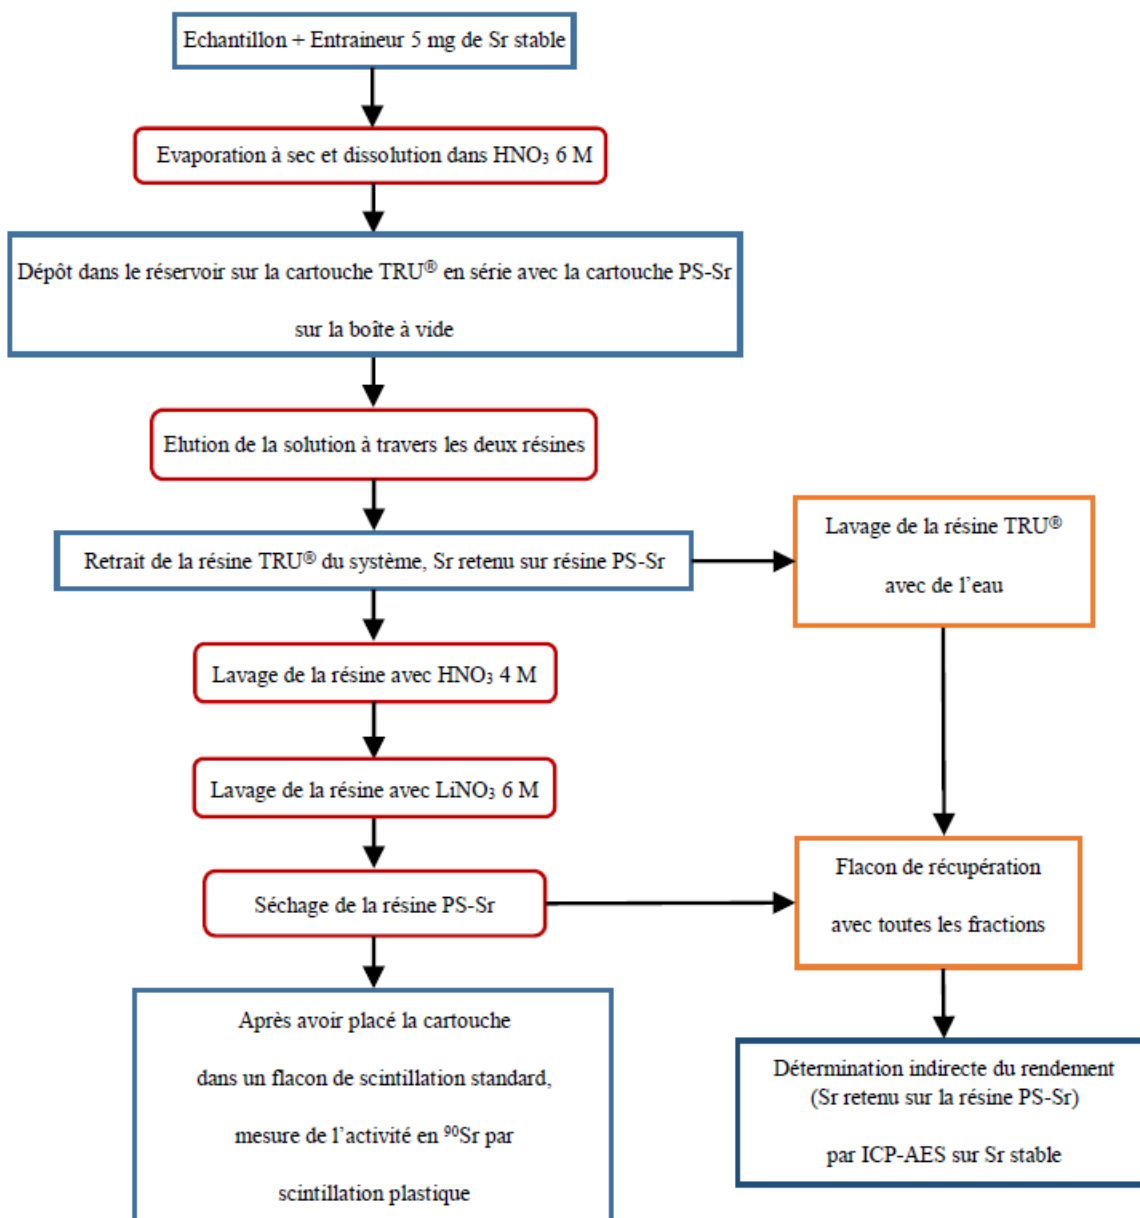 Echantillon + Entraineur 5 mg de Sr stable
Evaporation à sec et dissolution dans HNO₃ 6 M
Dépôt dans le réservoir sur la cartouche TRU® en série avec la cartouche PS-Sr
sur la boîte à vide
Elution de la solution à travers les deux résines
Retrait de la résine TRU® du système, Sr retenu sur résine PS-Sr
Lavage de la résine TRU®
avec de l’eau
Lavage de la résine avec HNO₃ 4 M
Lavage de la résine avec LiNO₃ 6 M
Séchage de la résine PS-Sr
Flacon de récupération
avec toutes les fractions
Après avoir placé la cartouche
dans un flacon de scintillation standard,
mesure de l’activité en ⁹⁰Sr par
scintillation plastique
Détermination indirecte du rendement
(Sr retenu sur la résine PS-Sr)
par ICP-AES sur Sr stable